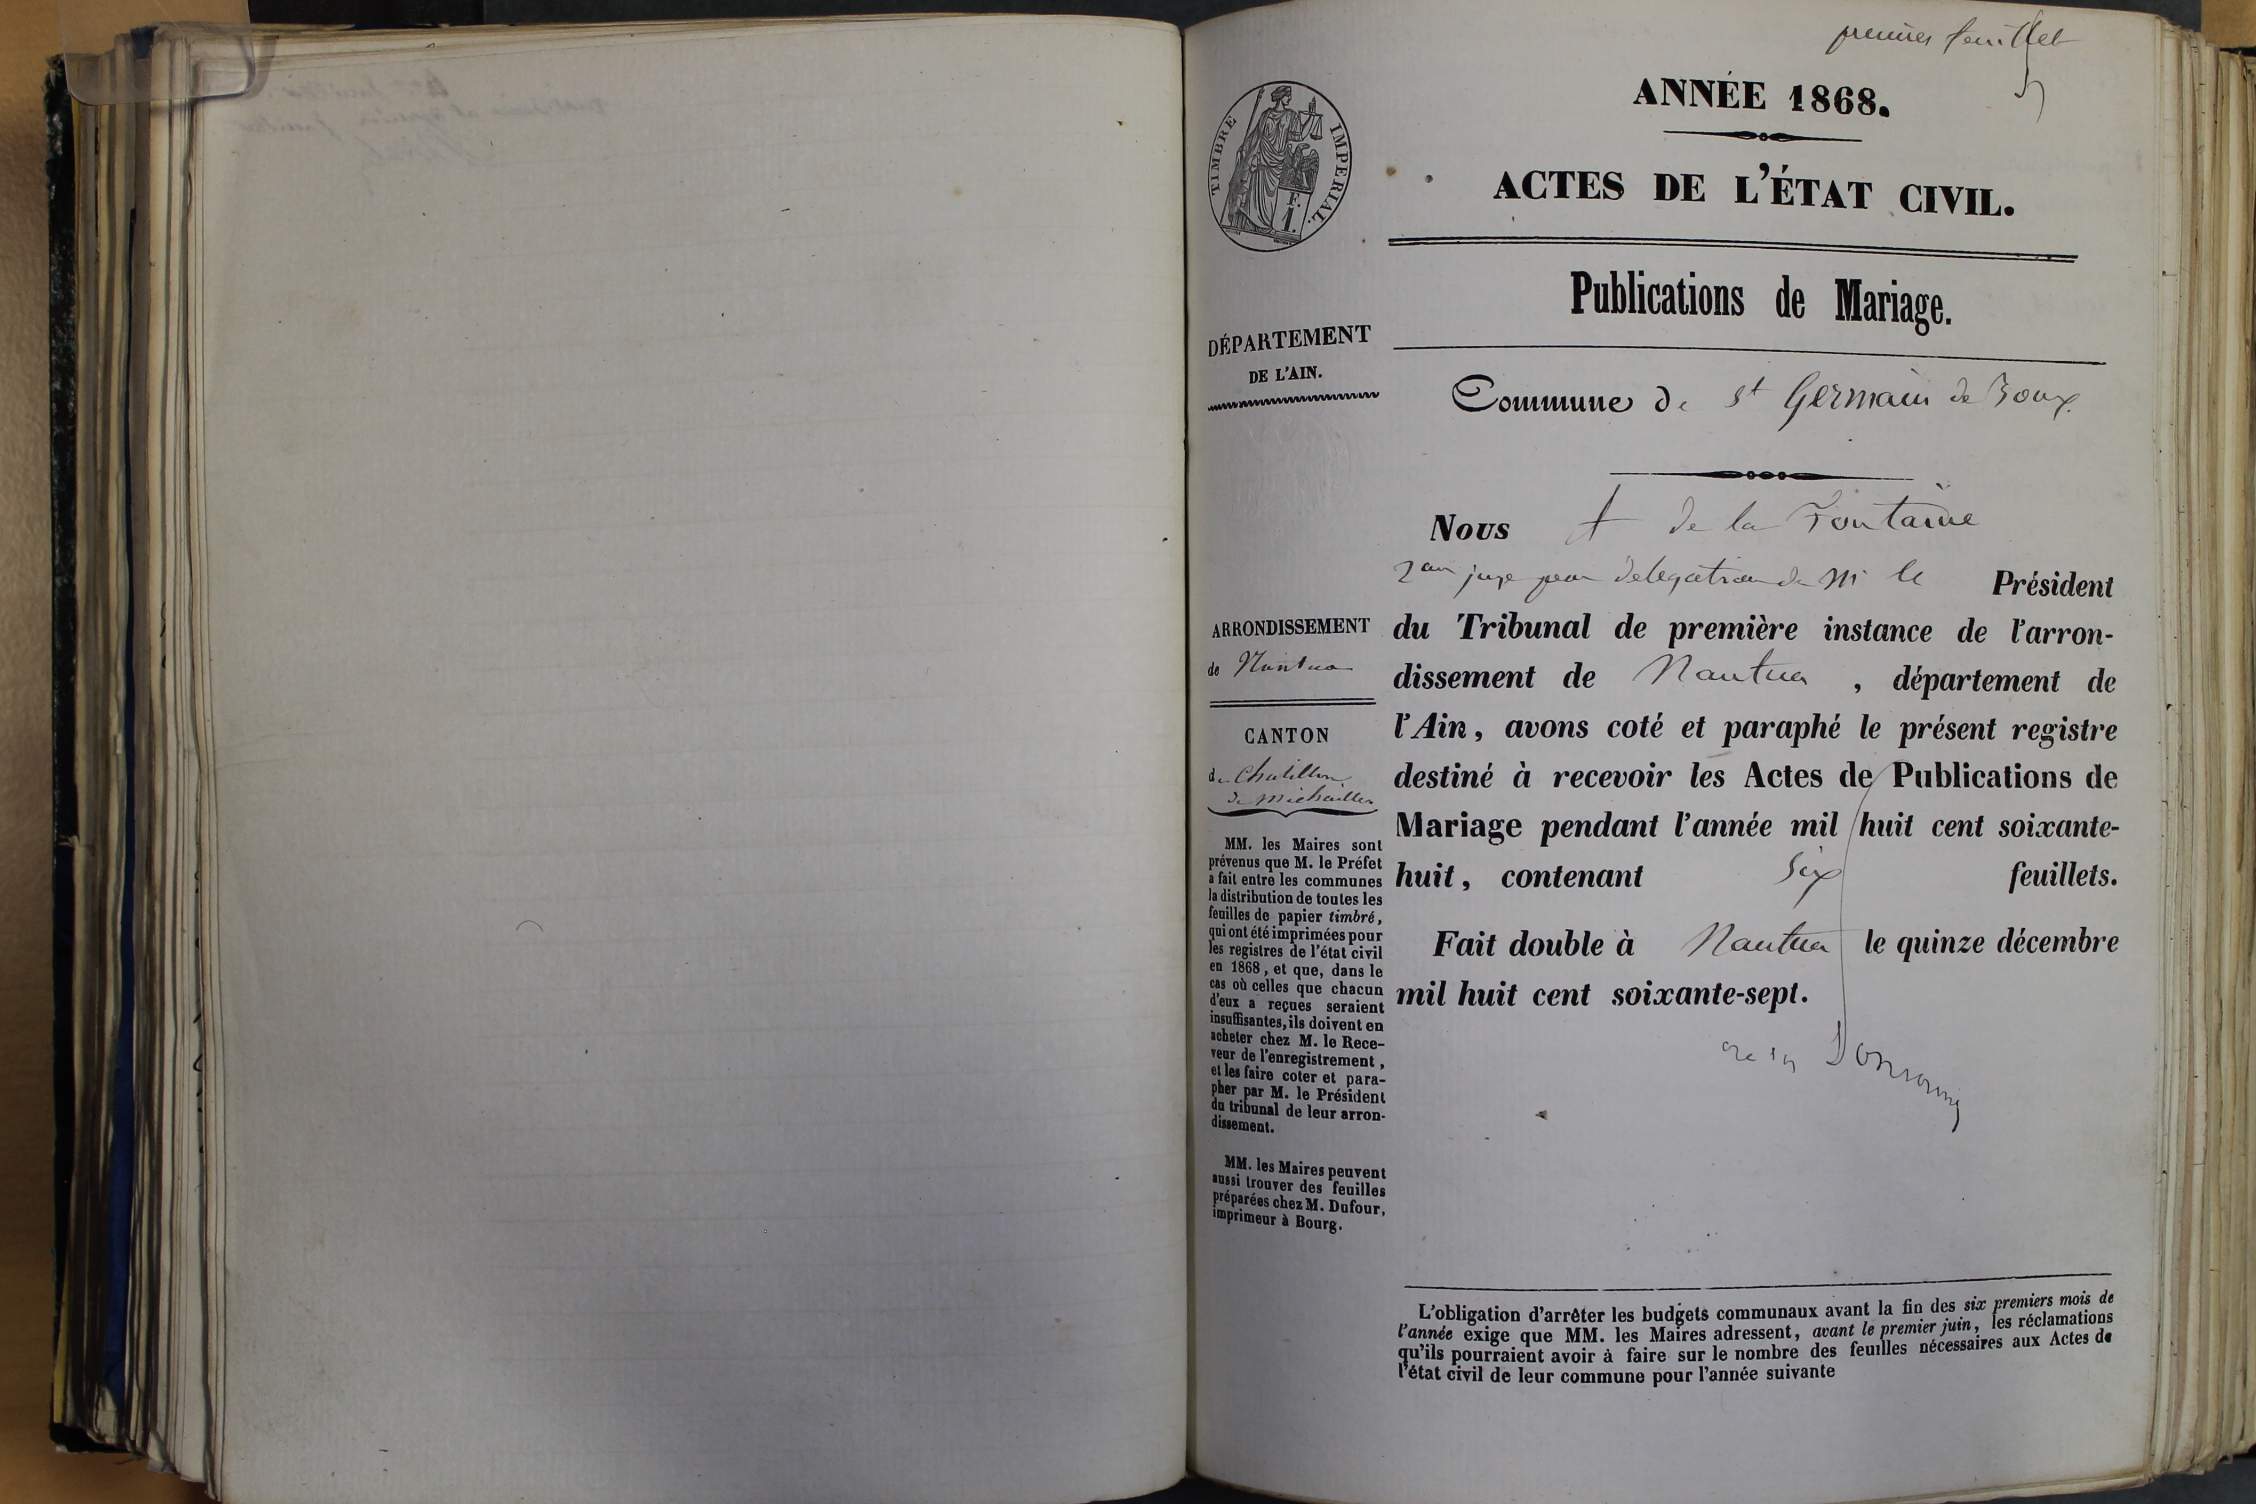 premier feuillet
ANNÉE 1868.
ACTES DE L'ÉTAT CIVIL.
TIMBRE IMPERIAL.
F.
1.
Publications de Mariage.
DÉPARTEMENT
DE L'AIN.
Commune de St Germain de Joux
Nous A de la Fontaine
juge par delegation de Mr le Président
du Tribunal de première instance de l'arron-
dissement de Nantua, département de
l'Ain, avons coté et paraphé le présent registre
destiné à recevoir les Actes de Publications de
Mariage pendant l'année mil huit cent soixante-
huit, contenant six feuillets.
Fait double à Nantua le quinze décembre
mil huit cent soixante-sept.
ARRONDISSEMENT
de Nantua
CANTON
de Chatillon
de michaille
MM. les Maires sont
prévenus que M. le Préfet
a fait entre les communes
la distribution de toutes les
feuilles de papier timbré,
qui ont été imprimées pour
les registres de l'état civil
en 1868, et que, dans le
cas où celles que chacun
d'eux a reçues seraient
insuffisantes, ils doivent en
acheter chez M. le Rece-
veur de l'enregistrement,
et les faire coter et para-
pher par M. le Président
du tribunal de leur arron-
dissement.
MM. les Maires peuvent
aussi trouver des feuilles
préparées chez M. Dufour,
imprimeur à Bourg.
L'obligation d'arrêter les budgets communaux avant la fin des six premiers mois de
l'année exige que MM. les Maires adressent, avant le premier juin, les réclamations
qu'ils pourraient avoir à faire sur le nombre des feuilles nécessaires aux Actes de
l'état civil de leur commune pour l'année suivante